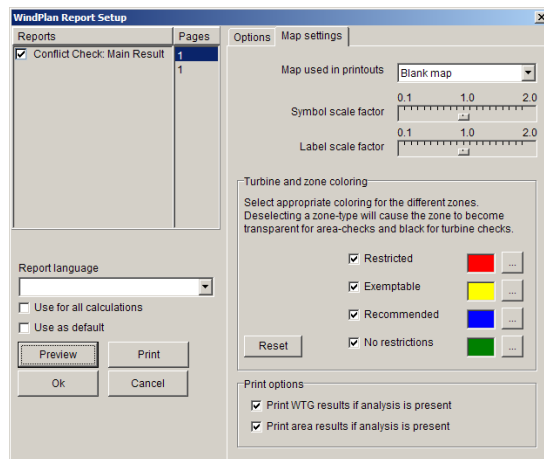 WindPlan Report Setup
Reports Pages
Conflict Check: Main Result 1
1
Options Map settings
Map used in printouts Blank map
0.1 1.0 2.0
Symbol scale factor
0.1 1.0 2.0
Label scale factor
Turbine and zone coloring
Select appropriate coloring for the different zones.
Deselecting a zone-type will cause the zone to become
transparent for area-checks and black for turbine checks.
Restricted ...
Exemptable ...
Recommended ...
No restrictions ...
Reset
Print options
Print WTG results if analysis is present
Print area results if analysis is present
Report language
Use for all calculations
Use as default
Preview Print
Ok Cancel